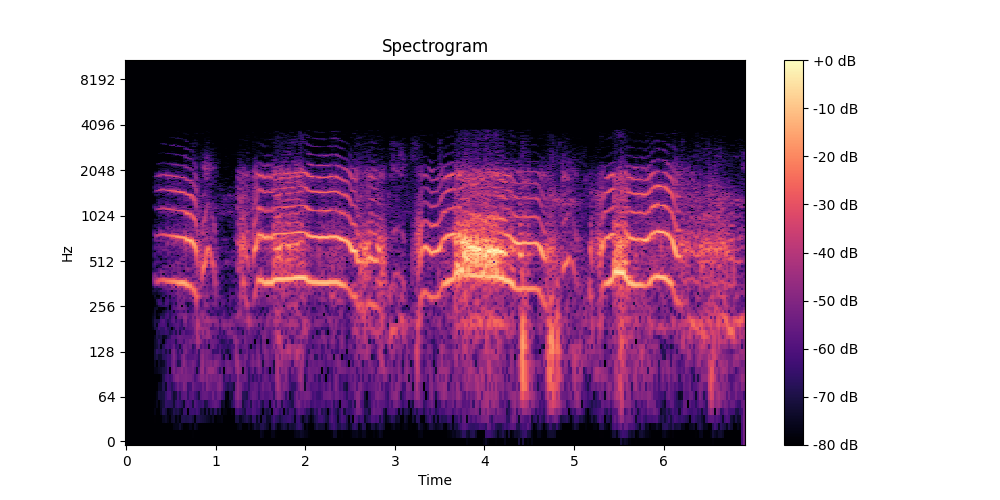 Spectrogram
8192
4096
2048
1024
512
256
128
64
0
Hz
0 1 2 3 4 5 6
Time
+0 dB
-10 dB
-20 dB
-30 dB
-40 dB
-50 dB
-60 dB
-70 dB
-80 dB